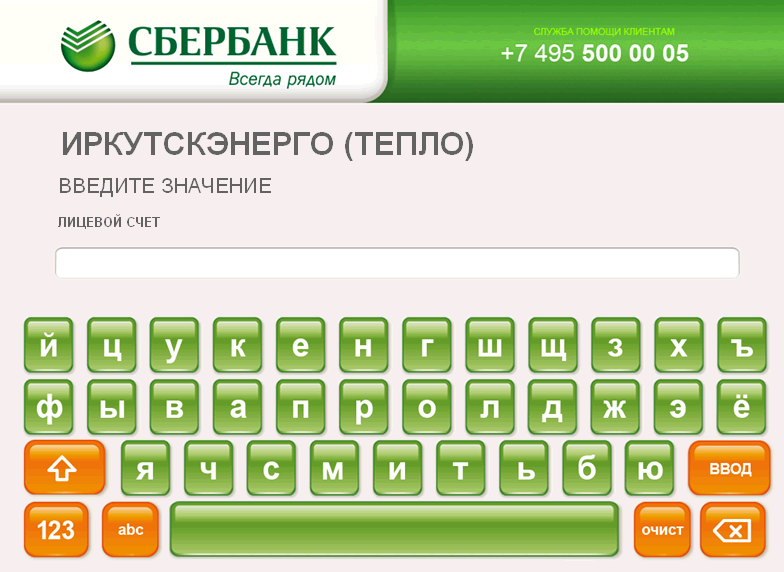 СБЕРБАНК
Всегда рядом
СЛУЖБА ПОМОЩИ КЛИЕНТАМ
+7 495 500 00 05
ИРКУТСКЭНЕРГО (ТЕПЛО)
ВВЕДИТЕ ЗНАЧЕНИЕ
ЛИЦЕВОЙ СЧЕТ
й ц у к е н г ш щ з х ъ
ф ы в а п р о л д ж э ё
я ч с м и т ь б ю ВВОД
123 abc ОЧИСТ